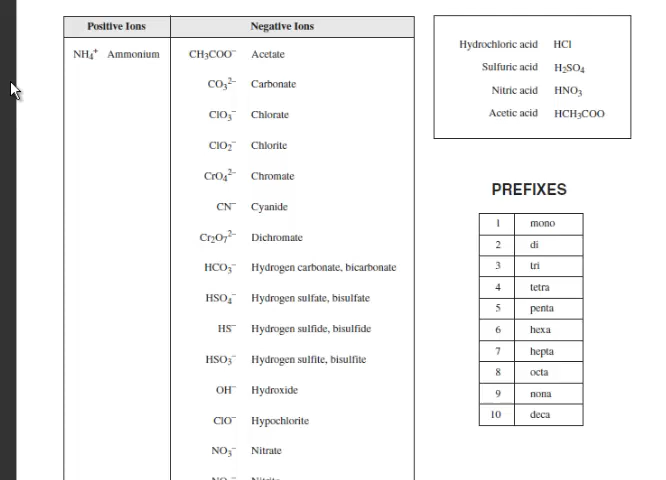 Positive Ions Negative Ions
NH₄⁺ Ammonium CH₃COO⁻ Acetate
CO₃²⁻ Carbonate
ClO₃⁻ Chlorate
ClO₂⁻ Chlorite
CrO₄²⁻ Chromate
CN⁻ Cyanide
Cr₂O₇²⁻ Dichromate
HCO₃⁻ Hydrogen carbonate, bicarbonate
HSO₄⁻ Hydrogen sulfate, bisulfate
HS⁻ Hydrogen sulfide, bisulfide
HSO₃⁻ Hydrogen sulfite, bisulfite
OH⁻ Hydroxide
ClO⁻ Hypochlorite
NO₃⁻ Nitrate
Hydrochloric acid HCl
Sulfuric acid H₂SO₄
Nitric acid HNO₃
Acetic acid HCH₃COO
PREFIXES
1 mono
2 di
3 tri
4 tetra
5 penta
6 hexa
7 hepta
8 octa
9 nona
10 deca